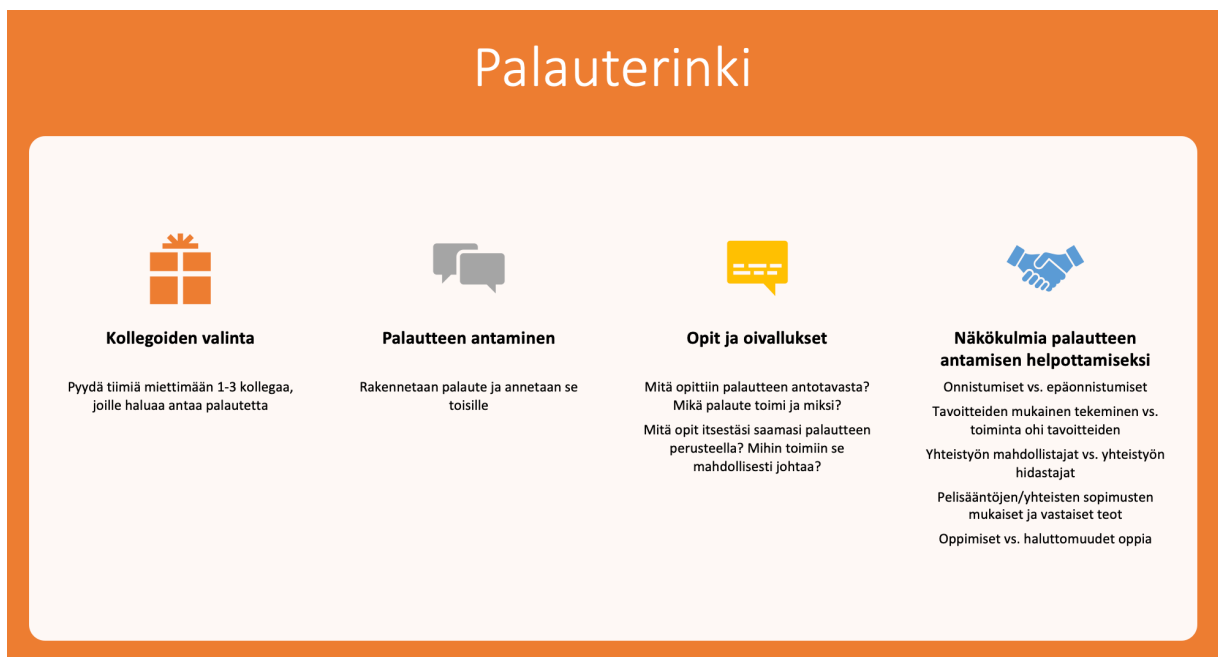 Palauterinki
Kollegoiden valinta
Pyydä tiimiä miettimään 1-3 kollegaa,
joille haluaa antaa palautetta
Palautteen antaminen
Rakennetaan palaute ja annetaan se
toisille
Opit ja oivallukset
Mitä opittiin palautteen antotavasta?
Mikä palaute toimi ja miksi?
Mitä opit itsestäsi saamasi palautteen
perusteella? Mihin toimiin se
mahdollisesti johtaa?
Näkökulmia palautteen
antamisen helpottamiseksi
Onnistumiset vs. epäonnistumiset
Tavoitteiden mukainen tekeminen vs.
toiminta ohi tavoitteiden
Yhteistyön mahdollistajat vs. yhteistyön
hidastajat
Pelisääntöjen/yhteisten sopimusten
mukaiset ja vastaiset teot
Oppimiset vs. haluttomuudet oppia